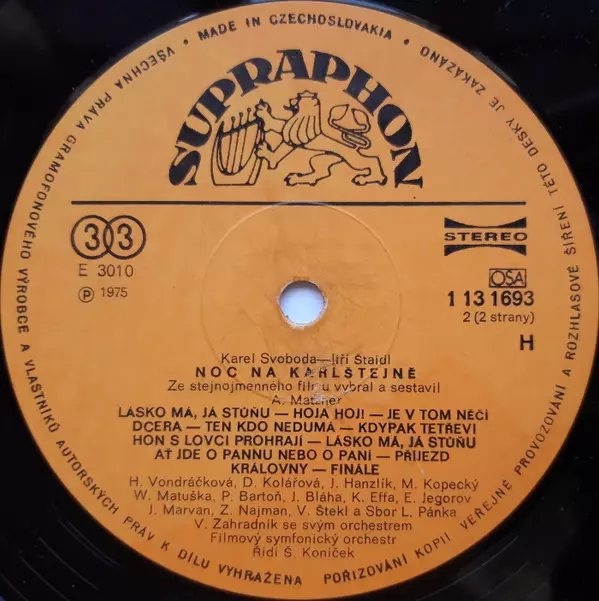 VŠECHNA PRÁVA GRAMOFONOVÉHO VÝROBCE A VLASTNÍKŮ AUTORSKÝCH PRÁV K DÍLU VYHRAŽENA
POŘIZOVÁNÍ KOPIÍ VEŘEJNÉ PROVOZOVÁNÍ A ROZHLASOVÉ ŠÍŘENÍ TÉTO DESKY JE ZAKÁZÁNO
• MADE IN CZECHOSLOVAKIA •
SUPRAPHON
33
E 3010
Ⓟ 1975
STEREO
OSA
1 13 1693
2 (2 strany)
H
Karel Svoboda—Jiří Štaidl
NOC NA KARLŠTEJNĚ
Ze stejnojmenného filmu vybral a sestavil
A. Matzner
LÁSKO MÁ, JÁ STŮŇU — HOJA HOJ! — JE V TOM NĚČÍ
DCERA — TEN KDO NEDUMÁ — KDYPAK TETŘEVI
HON S LOVCI PROHRAJÍ — LÁSKO MÁ, JÁ STŮŇU
AŤ JDE O PANNU NEBO O PANÍ — PŘÍJEZD
KRÁLOVNY — FINÁLE
H. Vondráčková, D. Kolářová, J. Hanzlík, M. Kopecký
W. Matuška, P. Bartoň, J. Bláha, K. Effa, E. Jegorov
J. Marvan, Z. Najman, V. Štekl a Sbor L. Pánka
V. Zahradník se svým orchestrem
Filmový symfonický orchestr
Řídí Š. Koníček